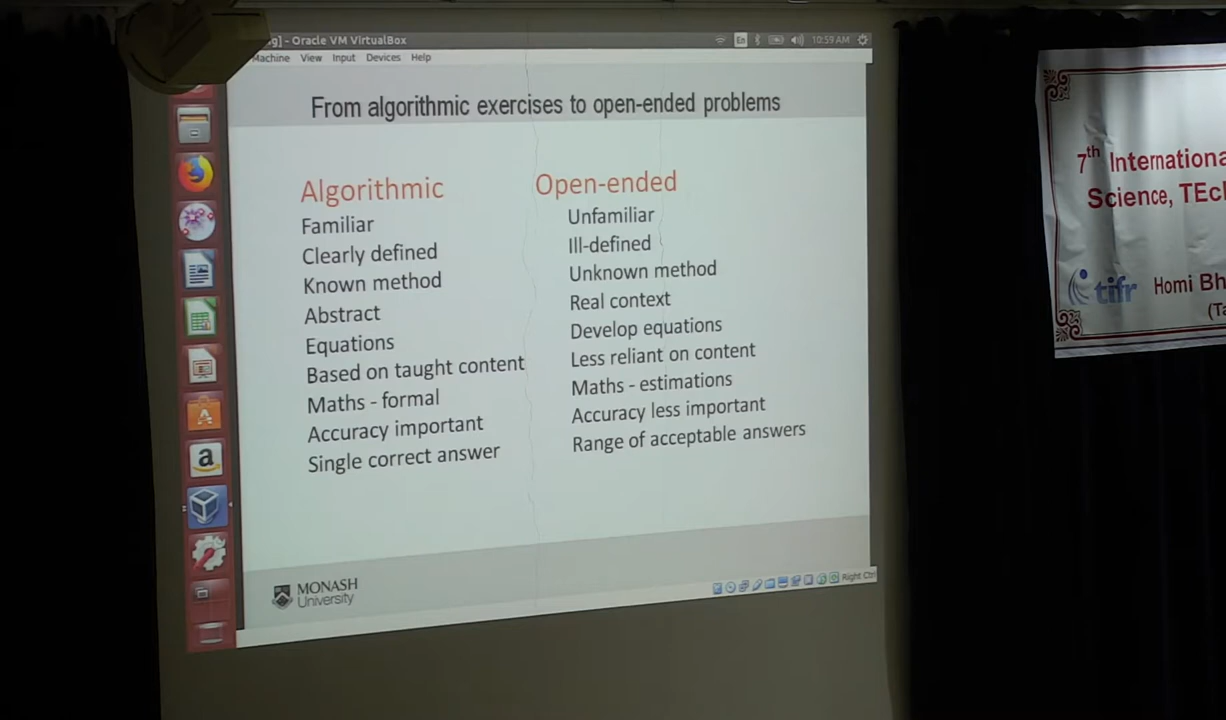 g] - Oracle VM VirtualBox
En
10:59 AM
Machine View Input Devices Help
From algorithmic exercises to open-ended problems
Algorithmic
Familiar
Clearly defined
Known method
Abstract
Equations
Based on taught content
Maths - formal
Accuracy important
Single correct answer
Open-ended
Unfamiliar
Ill-defined
Unknown method
Real context
Develop equations
Less reliant on content
Maths - estimations
Accuracy less important
Range of acceptable answers
a
MONASH
University
Right Ctrl
7th Internationa
Science, TEc
tifr Homi Bh
(Ta